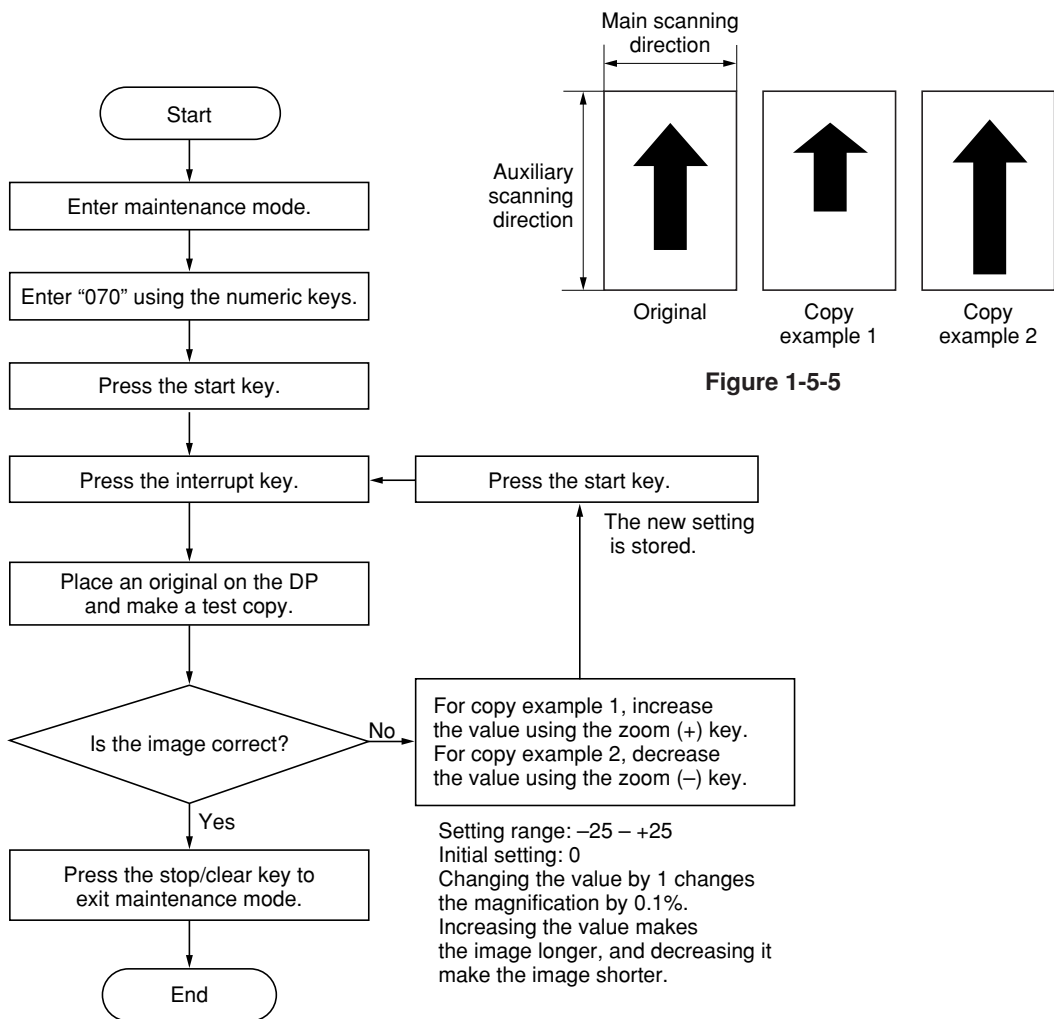 Start
Enter maintenance mode.
Enter “070” using the numeric keys.
Press the start key.
Press the interrupt key.
Place an original on the DP
and make a test copy.
Is the image correct?
Yes
Press the stop/clear key to
exit maintenance mode.
End
No
For copy example 1, increase
the value using the zoom (+) key.
For copy example 2, decrease
the value using the zoom (–) key.
Setting range: –25 – +25
Initial setting: 0
Changing the value by 1 changes
the magnification by 0.1%.
Increasing the value makes
the image longer, and decreasing it
make the image shorter.
The new setting
is stored.
Press the start key.
Main scanning
direction
Auxiliary
scanning
direction
Original
Copy
example 1
Copy
example 2
Figure 1-5-5